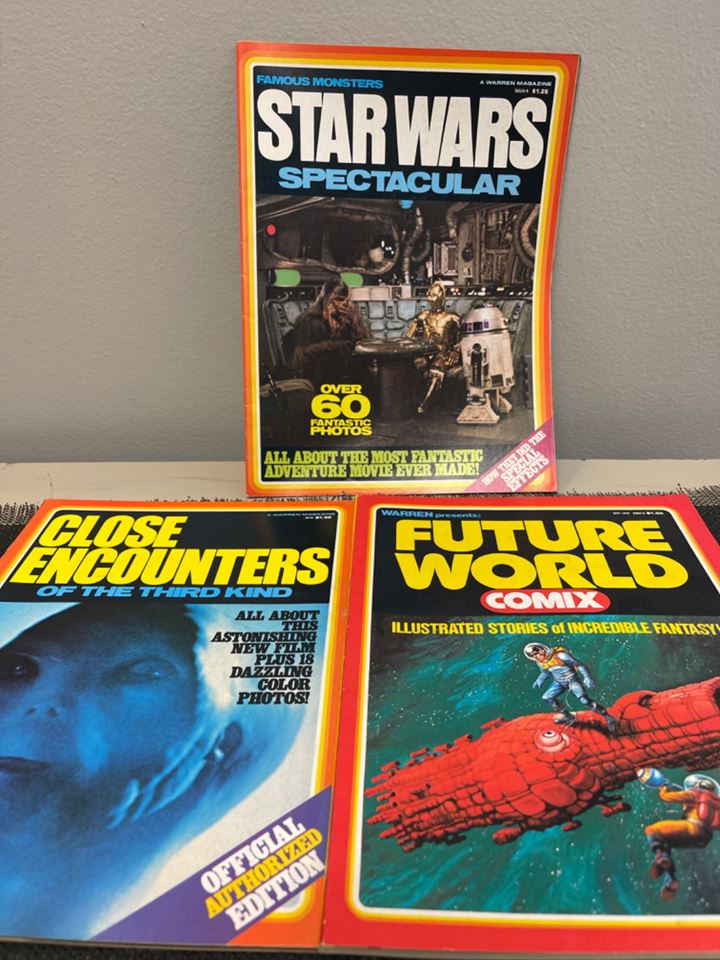 FAMOUS MONSTERS
A WARREN MAGAZINE
$1.25
STAR WARS
SPECTACULAR
OVER
60
FANTASTIC
PHOTOS
ALL ABOUT THE MOST FANTASTIC
ADVENTURE MOVIE EVER MADE!
HOW THEY DID THE
SPECIAL
EFFECTS
A WARREN MAGAZINE
CLOSE
ENCOUNTERS
OF THE THIRD KIND
ALL ABOUT
THIS
ASTONISHING
NEW FILM
PLUS 18
DAZZLING
COLOR
PHOTOS!
OFFICIAL
AUTHORIZED
EDITION
WARREN presents:
FUTURE
WORLD
COMIX
ILLUSTRATED STORIES of INCREDIBLE FANTASY!